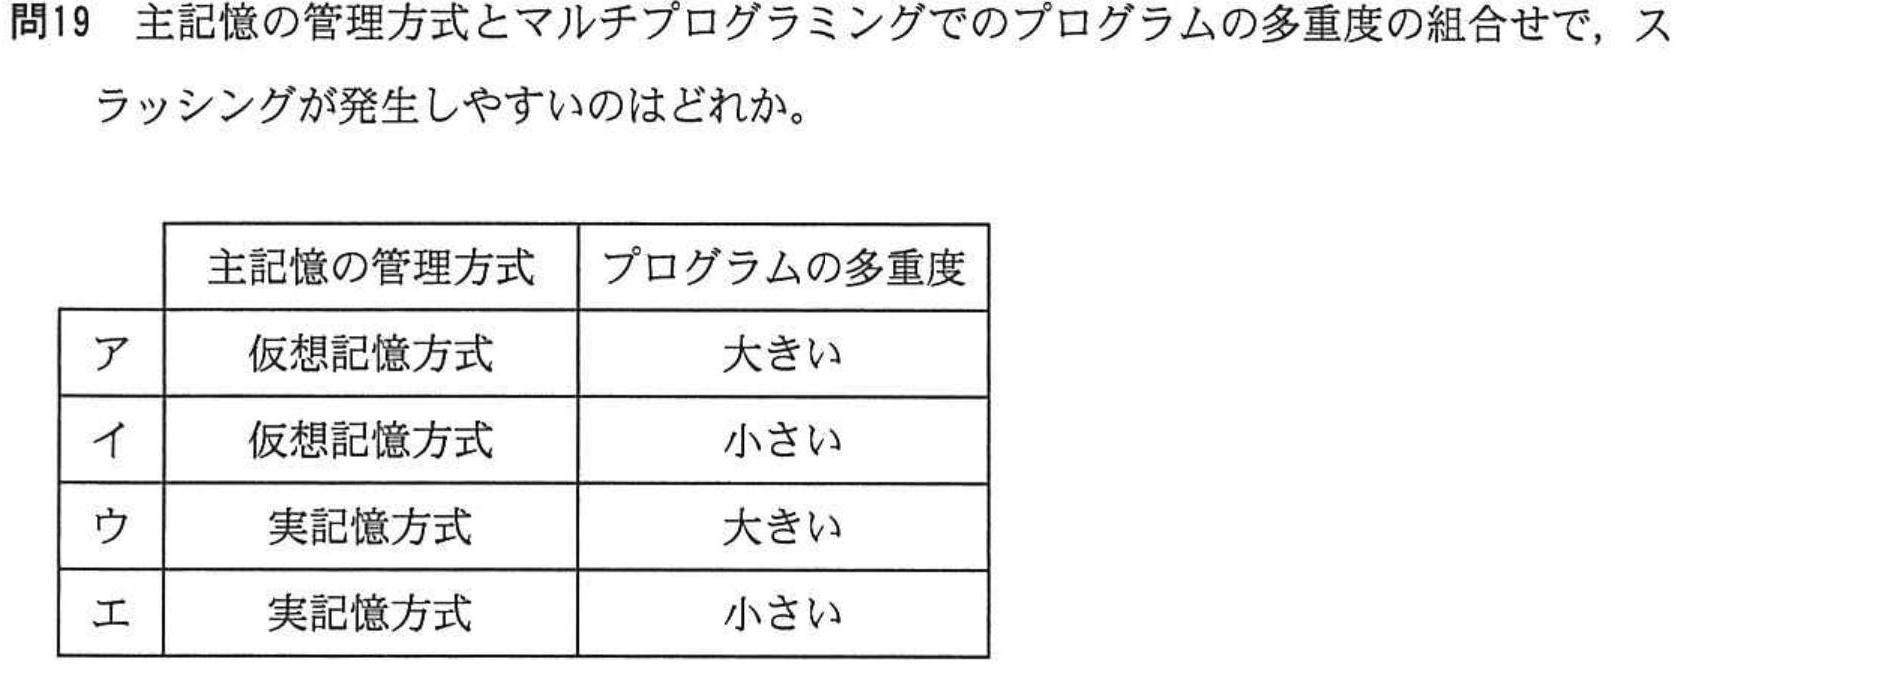 問19 主記憶の管理方式とマルチプログラミングでのプログラムの多重度の組合せで，ス
ラッシングが発生しやすいのはどれか。
主記憶の管理方式 プログラムの多重度
ア 仮想記憶方式 大きい
イ 仮想記憶方式 小さい
ウ 実記憶方式 大きい
エ 実記憶方式 小さい